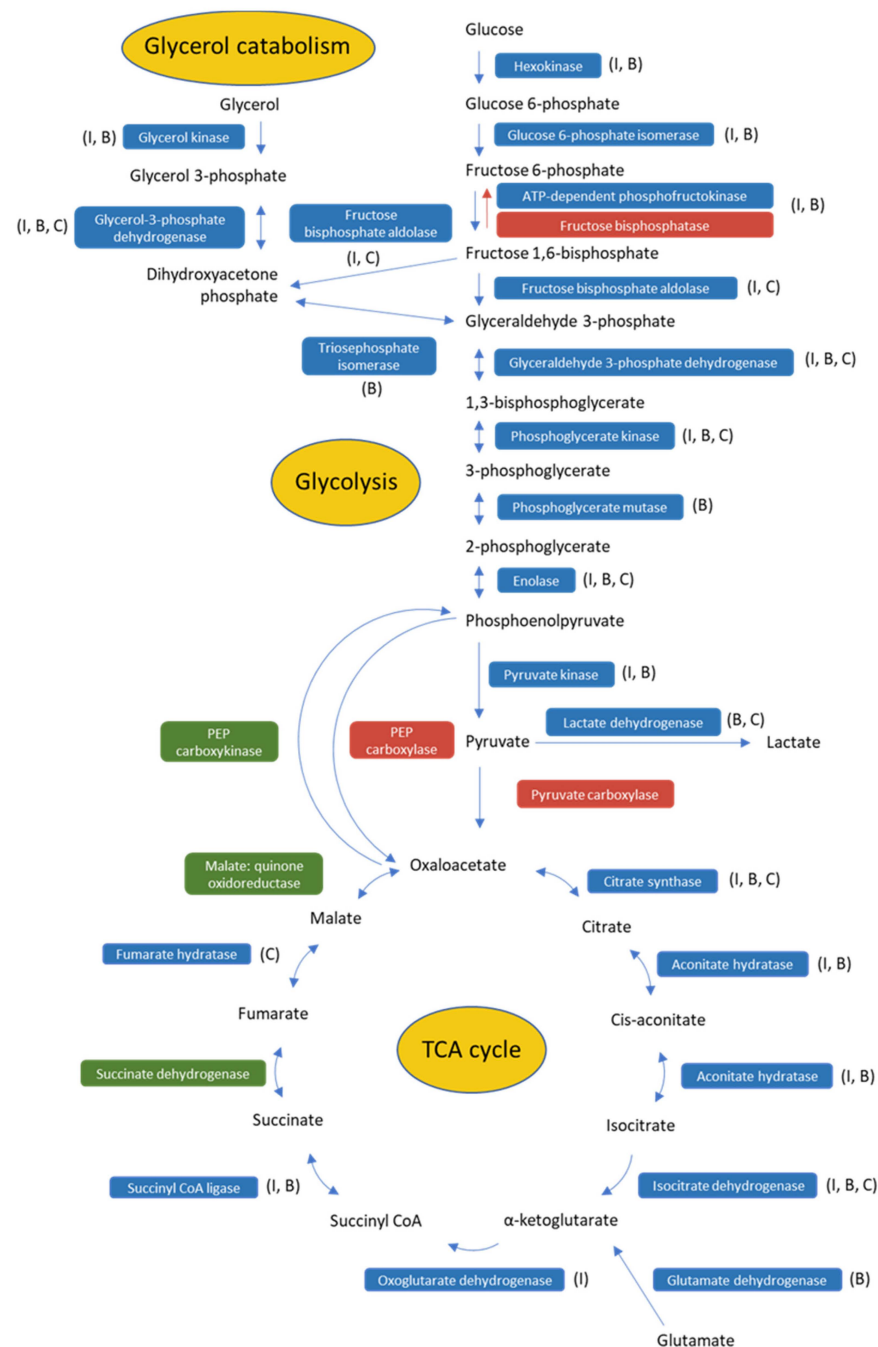 Glycerol catabolism
Glucose
Hexokinase (I, B)
Glycerol
Glucose 6-phosphate
(I, B) Glycerol kinase
Glucose 6-phosphate isomerase (I, B)
Glycerol 3-phosphate
Fructose 6-phosphate
ATP-dependent phosphofructokinase
(I, B)
Fructose bisphosphatase
(I, B, C) Glycerol-3-phosphate
dehydrogenase
Fructose
bisphosphate aldolase
(I, C)
Fructose 1,6-bisphosphate
Dihydroxyacetone
phosphate
Fructose bisphosphate aldolase (I, C)
Glyceraldehyde 3-phosphate
Triosephosphate
isomerase
(B)
Glyceraldehyde 3-phosphate dehydrogenase (I, B, C)
1,3-bisphosphoglycerate
Phosphoglycerate kinase (I, B, C)
Glycolysis
3-phosphoglycerate
Phosphoglycerate mutase (B)
2-phosphoglycerate
Enolase (I, B, C)
Phosphoenolpyruvate
Pyruvate kinase (I, B)
PEP
carboxykinase
PEP
carboxylase
Pyruvate
Lactate dehydrogenase (B, C)
Lactate
Pyruvate carboxylase
Oxaloacetate
Malate: quinone
oxidoreductase
Citrate synthase (I, B, C)
Malate
Citrate
Fumarate hydratase (C)
Aconitate hydratase (I, B)
Fumarate
Cis-aconitate
TCA cycle
Succinate dehydrogenase
Aconitate hydratase (I, B)
Succinate
Isocitrate
Succinyl CoA ligase (I, B)
Isocitrate dehydrogenase (I, B, C)
Succinyl CoA
α-ketoglutarate
Oxoglutarate dehydrogenase (I)
Glutamate dehydrogenase (B)
Glutamate